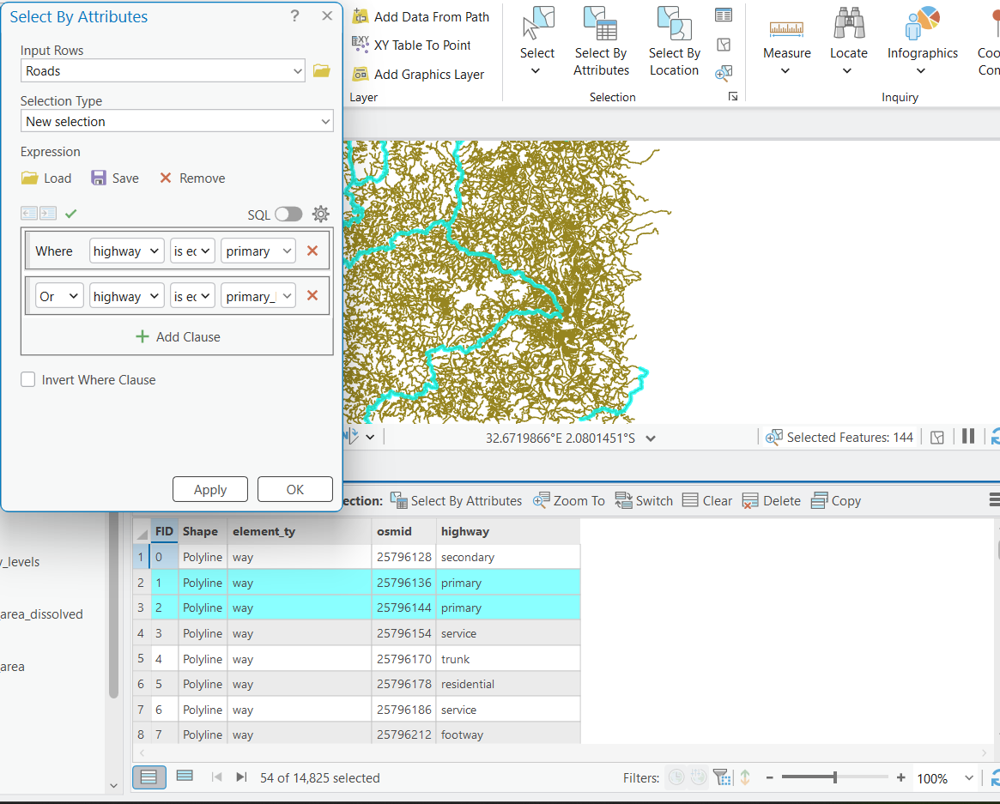 Select By Attributes ? ×
Input Rows
Roads
Selection Type
New selection
Expression
Load Save Remove
SQL
Where highway is ec primary
Or highway is ec primary_
Add Clause
Invert Where Clause
Apply OK
Add Data From Path
XY Table To Point
Add Graphics Layer
Layer
Select
Select By Attributes
Select By Location
Selection
Measure
Locate
Infographics
Coo
Con
Inquiry
32.6719866°E 2.0801451°S
Selected Features: 144
ection: Select By Attributes Zoom To Switch Clear Delete Copy
FID Shape element_ty osmid highway
1 0 Polyline way 25796128 secondary
2 1 Polyline way 25796136 primary
3 2 Polyline way 25796144 primary
4 3 Polyline way 25796154 service
5 4 Polyline way 25796170 trunk
6 5 Polyline way 25796178 residential
7 6 Polyline way 25796186 service
8 7 Polyline way 25796212 footway
_levels
area_dissolved
area
54 of 14,825 selected
Filters:
100%